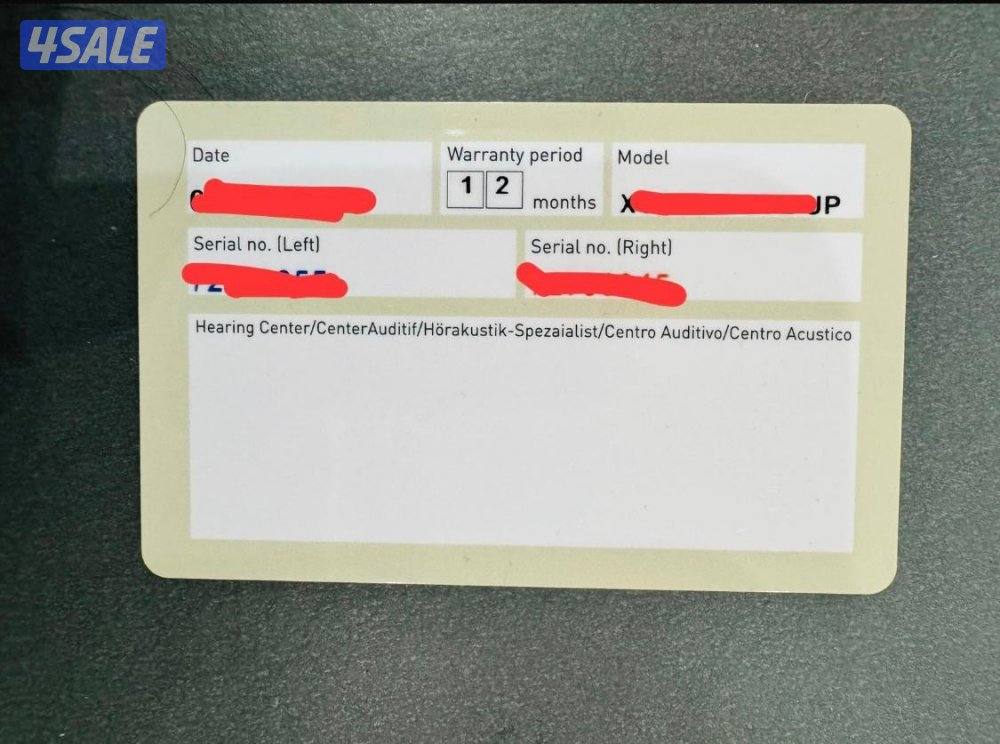 4SALE
Date
Warranty period
Model
1 2 months
X JP
Serial no. (Left)
Serial no. (Right)
Hearing Center/CenterAuditif/Hörakustik-Spezaialist/Centro Auditivo/Centro Acustico